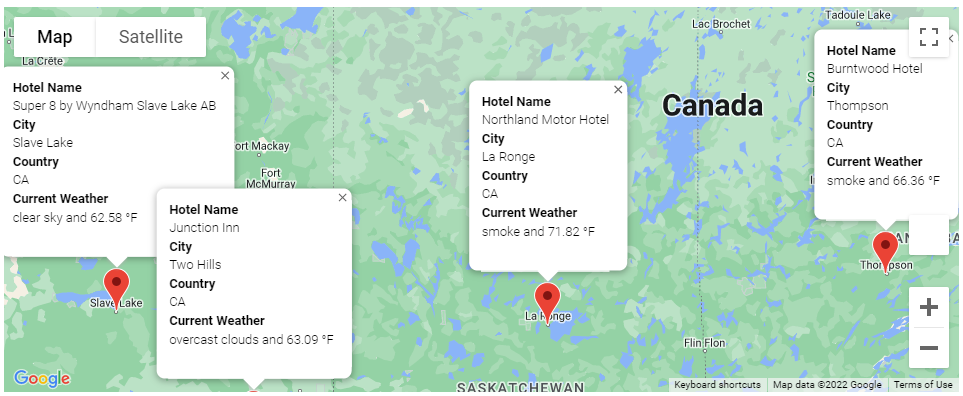 Map
Satellite
La Crête
Lac Brochet
Tadoule Lake
Canada
Hotel Name
Super 8 by Wyndham Slave Lake AB
City
Slave Lake
Country
CA
Current Weather
clear sky and 62.58 °F
ort Mackay
Fort
McMurray
Hotel Name
Junction Inn
City
Two Hills
Country
CA
Current Weather
overcast clouds and 63.09 °F
Hotel Name
Northland Motor Hotel
City
La Ronge
Country
CA
Current Weather
smoke and 71.82 °F
Hotel Name
Burntwood Hotel
City
Thompson
Country
CA
Current Weather
smoke and 66.36 °F
Slave Lake
La Ronge
Thompson
Flin Flon
SASKATCHEWAN
Google
Keyboard shortcuts
Map data ©2022 Google
Terms of Use